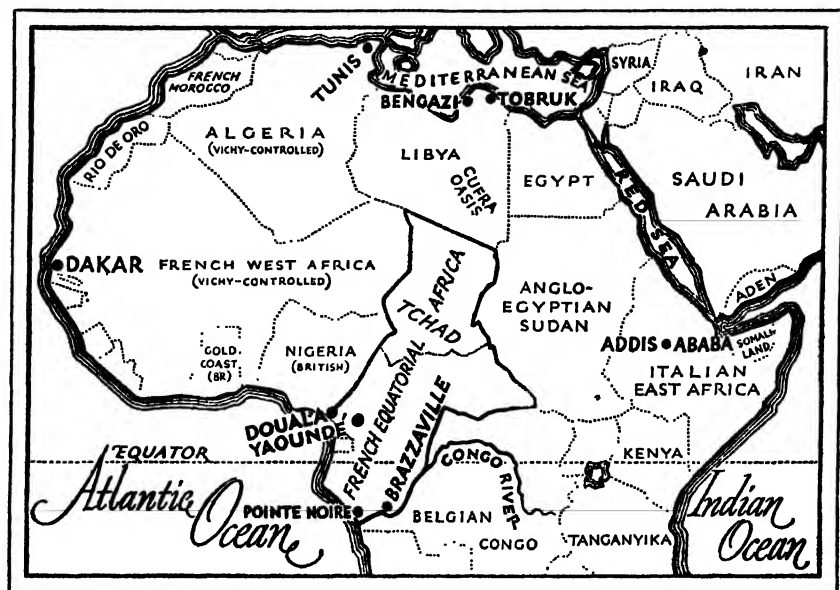 FRENCH
MOROCCO
TUNIS
MEDITERRANEAN SEA
SYRIA
IRAQ
IRAN
BENGAZI
TOBRUK
RIO DE ORO
ALGERIA
(VICHY-CONTROLLED)
LIBYA
CUFRA
OASIS
EGYPT
RED SEA
SAUDI
ARABIA
DAKAR
FRENCH WEST AFRICA
(VICHY-CONTROLLED)
AFRICA
TCHAD
ANGLO-
EGYPTIAN
SUDAN
ADEN
GOLD
COAST
(BR)
NIGERIA
(BRITISH)
ADDIS ABABA
SOMALI-
LAND
ITALIAN
EAST AFRICA
DOUALA
YAOUNDE
FRENCH EQUATORIAL
BRAZZAVILLE
EQUATOR
CONGO RIVER
KENYA
Atlantic
Ocean
POINTE NOIRE
BELGIAN
CONGO
TANGANYIKA
Indian
Ocean